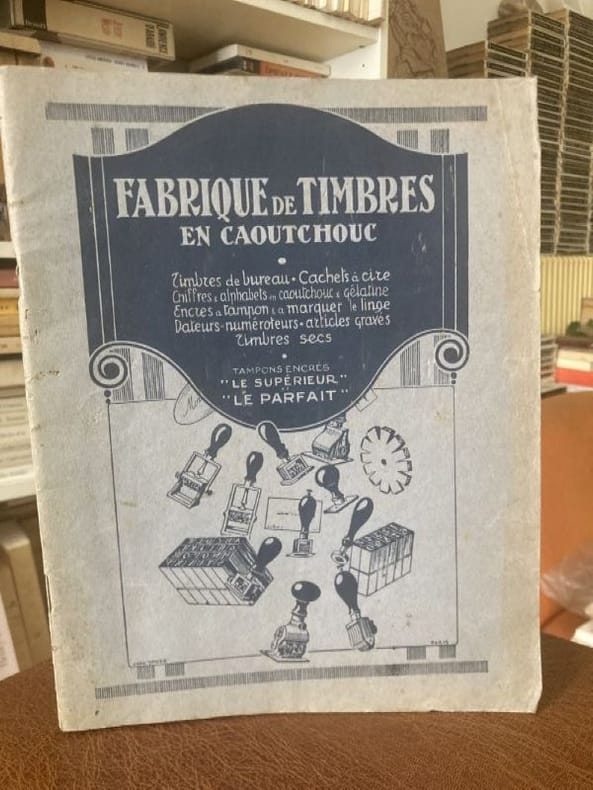 FABRIQUE DE TIMBRES
EN CAOUTCHOUC
Timbres de bureau • Cachets à cire
Chiffres & alphabets en caoutchouc & gélatine
Encres à tampon & à marquer le linge
Dateurs-numéroteurs • articles gravés
Timbres secs
TAMPONS ENCRÉS
"LE SUPÉRIEUR"
"LE PARFAIT"
PARIS